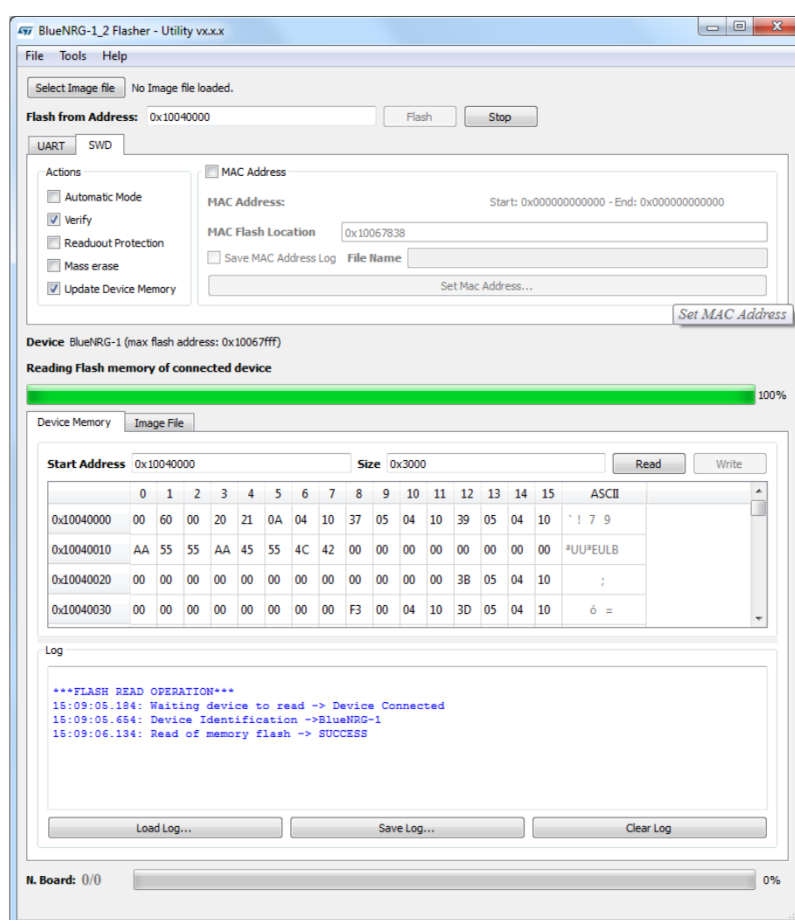 BlueNRG-1_2 Flasher - Utility vx.x.x
File Tools Help
Select Image file No Image file loaded.
Flash from Address: 0x10040000 Flash Stop
UART SWD
Actions MAC Address
Automatic Mode MAC Address: Start: 0x000000000000 - End: 0x000000000000
Verify
MAC Flash Location 0x10067838
Readuout Protection
Save MAC Address Log File Name
Mass erase
Update Device Memory Set Mac Address...
Set MAC Address
Device BlueNRG-1 (max flash address: 0x10067fff)
Reading Flash memory of connected device
100%
Device Memory Image File
Start Address 0x10040000 Size 0x3000 Read Write
0 1 2 3 4 5 6 7 8 9 10 11 12 13 14 15 ASCII
0x10040000 00 60 00 20 21 0A 04 10 37 05 04 10 39 05 04 10 ` ! 7 9
0x10040010 AA 55 55 AA 45 55 4C 42 00 00 00 00 00 00 00 00 ªUUªEULB
0x10040020 00 00 00 00 00 00 00 00 00 00 00 00 3B 05 04 10 ;
0x10040030 00 00 00 00 00 00 00 00 F3 00 04 10 3D 05 04 10 ó =
Log
***FLASH READ OPERATION***
15:09:05.184: Waiting device to read -> Device Connected
15:09:05.654: Device Identification ->BlueNRG-1
15:09:06.134: Read of memory flash -> SUCCESS
Load Log... Save Log... Clear Log
N. Board: 0/0 0%